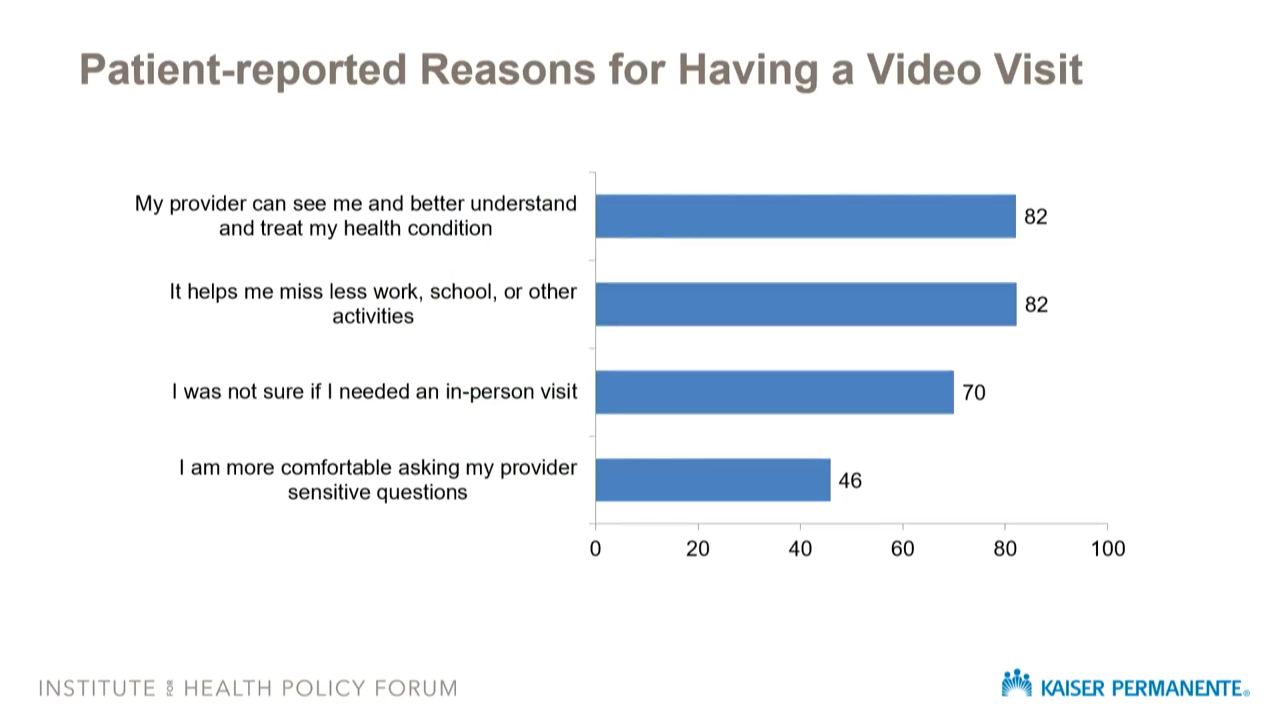 Patient-reported Reasons for Having a Video Visit
My provider can see me and better understand
and treat my health condition
82
It helps me miss less work, school, or other
activities
82
I was not sure if I needed an in-person visit
70
I am more comfortable asking my provider
sensitive questions
46
0 20 40 60 80 100
INSTITUTE FOR HEALTH POLICY FORUM
KAISER PERMANENTE®